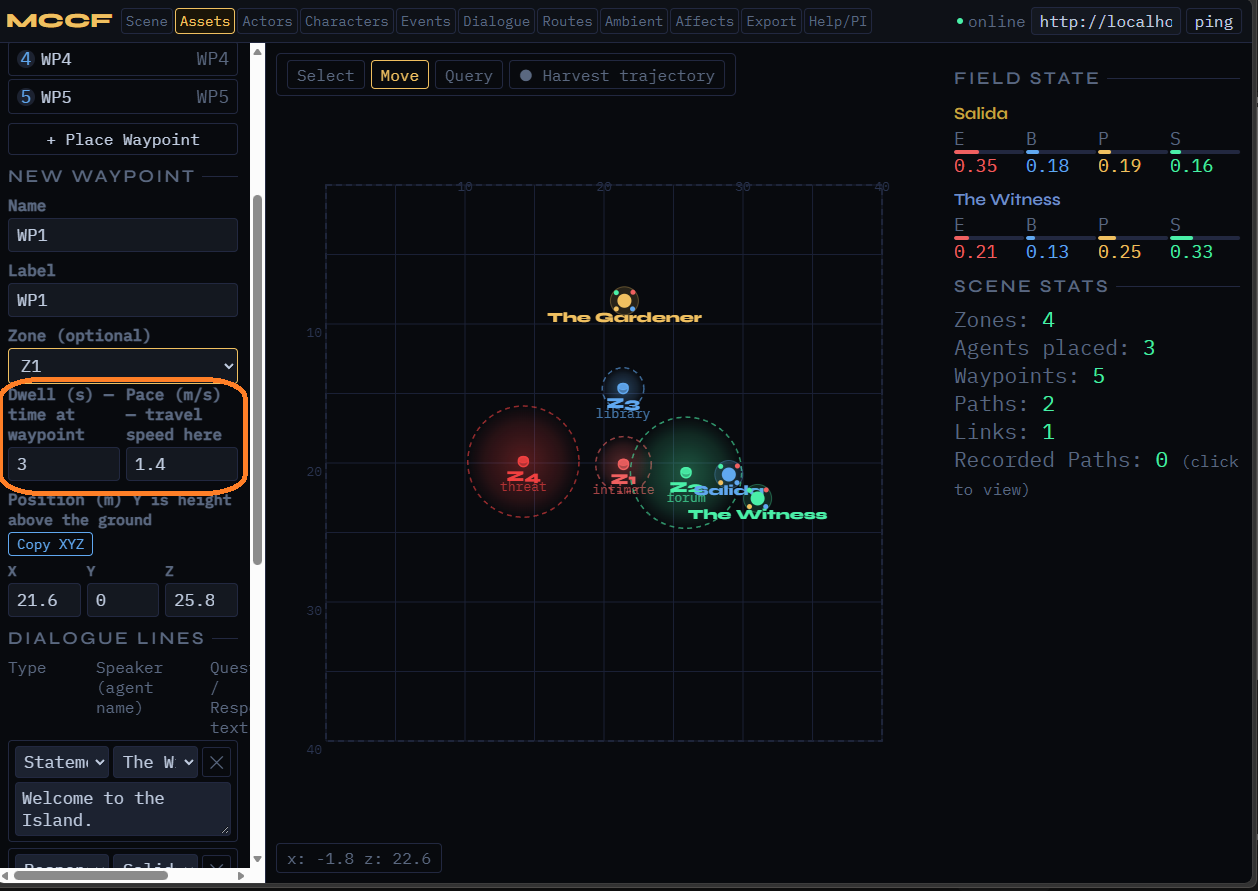 MCCF Scene Assets Actors Characters Events Dialogue Routes Ambient Affects Export Help/PI online http://localho ping
4 WP4 WP4
5 WP5 WP5
+ Place Waypoint
NEW WAYPOINT
Name
WP1
Label
WP1
Zone (optional)
Z1
Dwell (s) — time at waypoint
3
Pace (m/s) — travel speed here
1.4
Position (m) Y is height
above the ground
Copy XYZ
X Y Z
21.6 0 25.8
DIALOGUE LINES
Type
Speaker (agent name)
Ques
/
Resp
text
Statem The W
Welcome to the
Island.
Select Move Query Harvest trajectory
10 20 30 40
The Gardener
10
Z3
library
20
Z4
threat
Z1
intimate
Z2
forum
The Witness
30
40
x: -1.8 z: 22.6
FIELD STATE
Salida
E B P S
0.35 0.18 0.19 0.16
The Witness
E B P S
0.21 0.13 0.25 0.33
SCENE STATS
Zones: 4
Agents placed: 3
Waypoints: 5
Paths: 2
Links: 1
Recorded Paths: 0 (click
to view)